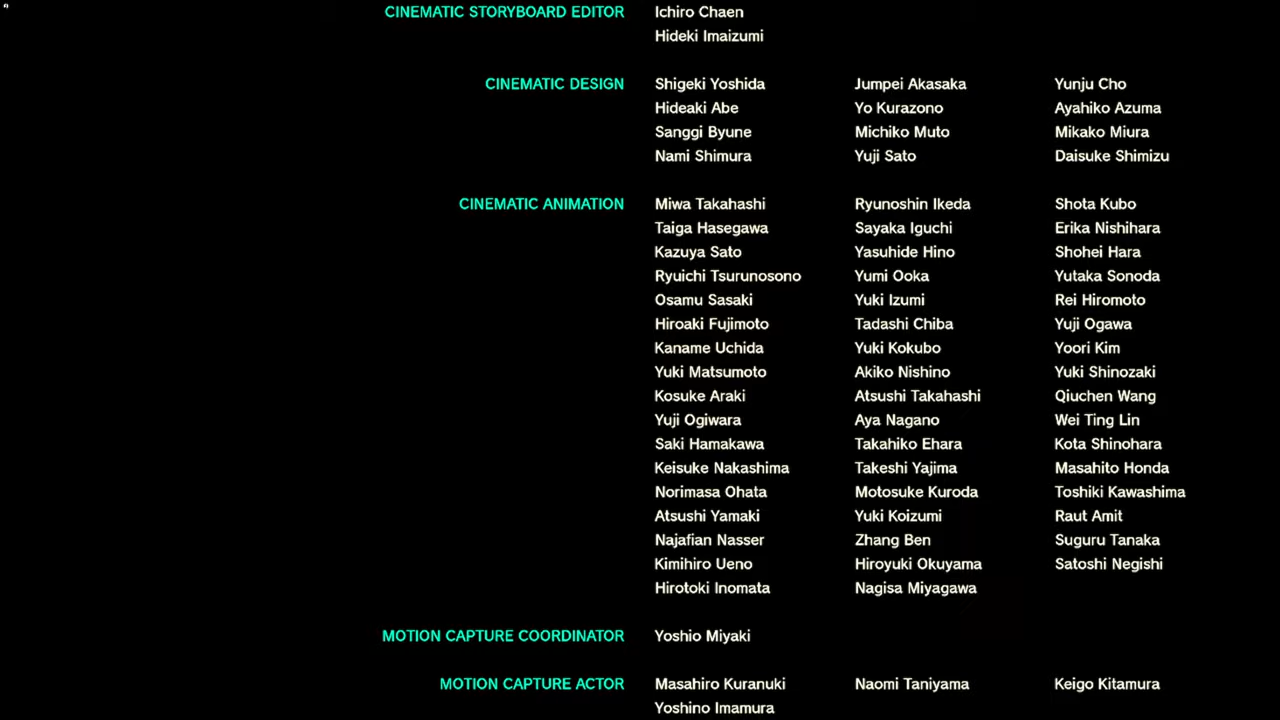 CINEMATIC STORYBOARD EDITOR Ichiro Chaen
Hideki Imaizumi
CINEMATIC DESIGN Shigeki Yoshida Jumpei Akasaka Yunju Cho
Hideaki Abe Yo Kurazono Ayahiko Azuma
Sanggi Byune Michiko Muto Mikako Miura
Nami Shimura Yuji Sato Daisuke Shimizu
CINEMATIC ANIMATION Miwa Takahashi Ryunoshin Ikeda Shota Kubo
Taiga Hasegawa Sayaka Iguchi Erika Nishihara
Kazuya Sato Yasuhide Hino Shohei Hara
Ryuichi Tsurunosono Yumi Ooka Yutaka Sonoda
Osamu Sasaki Yuki Izumi Rei Hiromoto
Hiroaki Fujimoto Tadashi Chiba Yuji Ogawa
Kaname Uchida Yuki Kokubo Yoori Kim
Yuki Matsumoto Akiko Nishino Yuki Shinozaki
Kosuke Araki Atsushi Takahashi Qiuchen Wang
Yuji Ogiwara Aya Nagano Wei Ting Lin
Saki Hamakawa Takahiko Ehara Kota Shinohara
Keisuke Nakashima Takeshi Yajima Masahito Honda
Norimasa Ohata Motosuke Kuroda Toshiki Kawashima
Atsushi Yamaki Yuki Koizumi Raut Amit
Najafian Nasser Zhang Ben Suguru Tanaka
Kimihiro Ueno Hiroyuki Okuyama Satoshi Negishi
Hirotoki Inomata Nagisa Miyagawa
MOTION CAPTURE COORDINATOR Yoshio Miyaki
MOTION CAPTURE ACTOR Masahiro Kuranuki Naomi Taniyama Keigo Kitamura
Yoshino Imamura